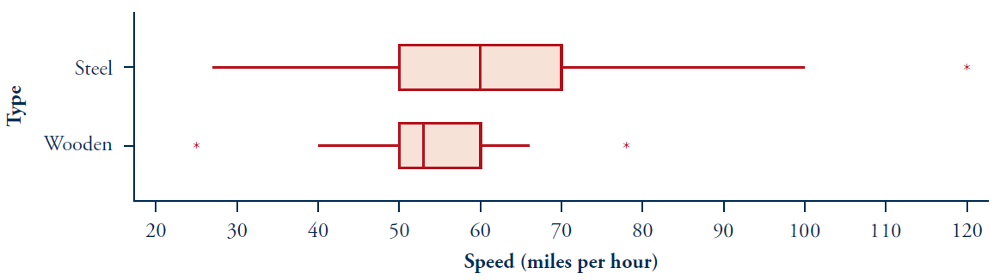 Type
Steel
Wooden
20 30 40 50 60 70 80 90 100 110 120
Speed (miles per hour)